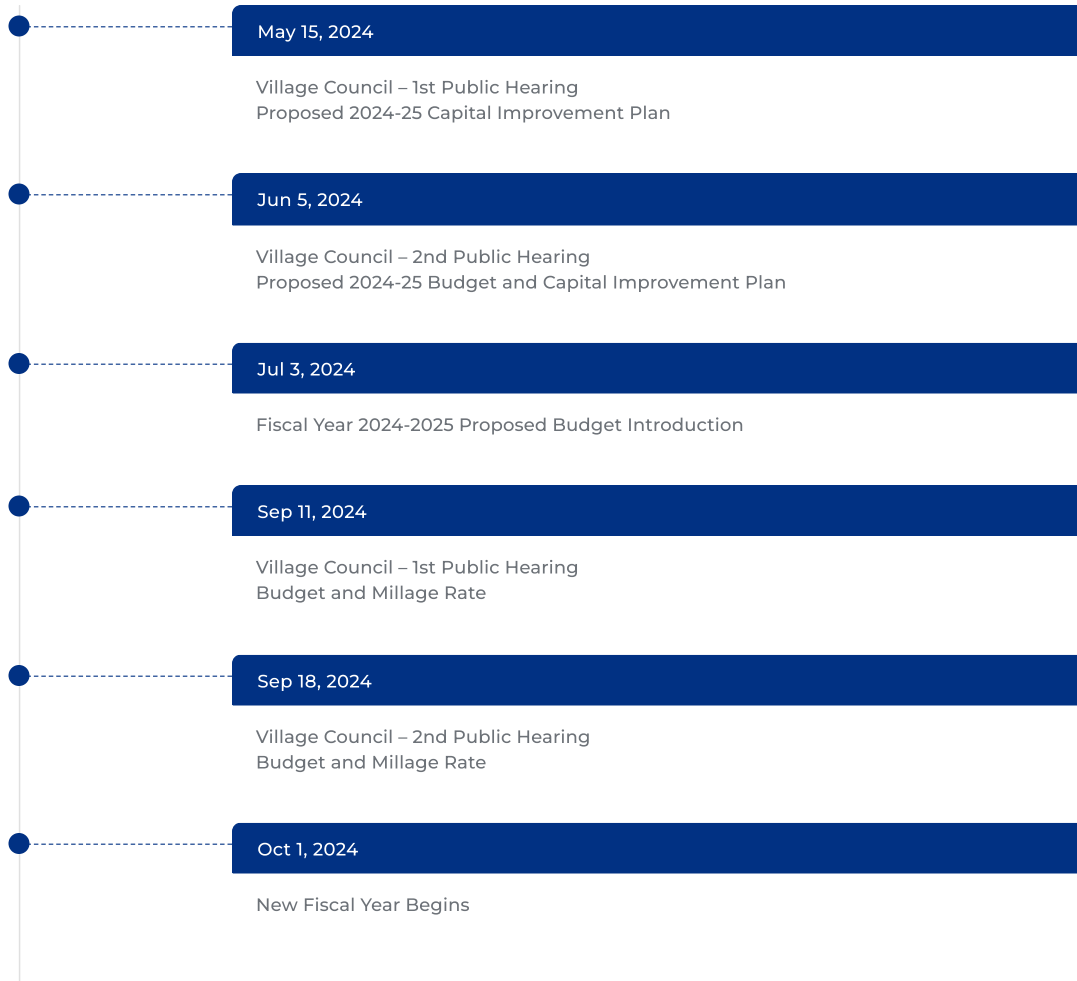 May 15, 2024
Village Council – 1st Public Hearing
Proposed 2024-25 Capital Improvement Plan
Jun 5, 2024
Village Council – 2nd Public Hearing
Proposed 2024-25 Budget and Capital Improvement Plan
Jul 3, 2024
Fiscal Year 2024-2025 Proposed Budget Introduction
Sep 11, 2024
Village Council – 1st Public Hearing
Budget and Millage Rate
Sep 18, 2024
Village Council – 2nd Public Hearing
Budget and Millage Rate
Oct 1, 2024
New Fiscal Year Begins